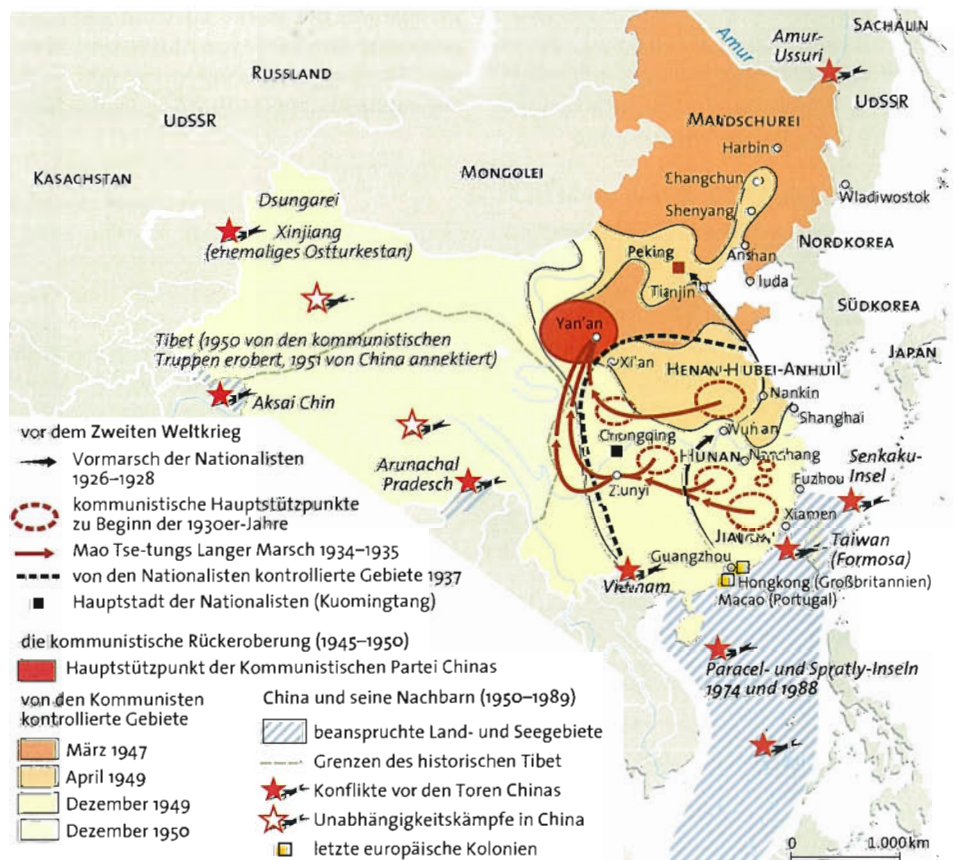 SACHALIN
Amur-
Ussuri
Amur
RUSSLAND
UdSSR
UdSSR
MANDSCHUREI
Harbin
MONGOLEI
KASACHSTAN
Changchun
Wladiwostok
Dsungarei
Shenyang
Xinjiang
(ehemaliges Ostturkestan)
NORDKOREA
Peking
Anshan
Tianjin
luda
SÜDKOREA
Yan'an
Tibet (1950 von den kommunistischen
Truppen erobert, 1951 von China annektiert)
Xi'an
HENAN-HUBEI-ANHUI
JAPAN
Aksai Chin
Nankin
Shanghai
vor dem Zweiten Weltkrieg
Vormarsch der Nationalisten
1926–1928
kommunistische Hauptstützpunkte
zu Beginn der 1930er-Jahre
Mao Tse-tungs Langer Marsch 1934–1935
von den Nationalisten kontrollierte Gebiete 1937
Hauptstadt der Nationalisten (Kuomingtang)
Chongqing
Wuhan
HUNAN
Nanchang
Senkaku-
Insel
Arunachal
Pradesch
Zunyi
Fuzhou
Xiamen
JIANGXI
Taiwan
(Formosa)
Guangzhou
Vietnam
Hongkong (Großbritannien)
Macao (Portugal)
Paracel- und Spratly-Inseln
1974 und 1988
die kommunistische Rückeroberung (1945–1950)
Hauptstützpunkt der Kommunistischen Partei Chinas
von den Kommunisten
kontrollierte Gebiete
März 1947
April 1949
Dezember 1949
Dezember 1950
China und seine Nachbarn (1950–1989)
beanspruchte Land- und Seegebiete
Grenzen des historischen Tibet
Konflikte vor den Toren Chinas
Unabhängigkeitskämpfe in China
letzte europäische Kolonien
0 1.000 km